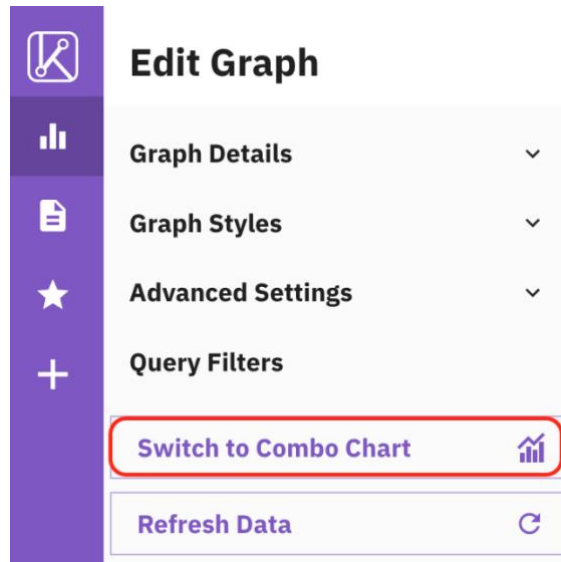 Edit Graph
Graph Details
Graph Styles
Advanced Settings
Query Filters
Switch to Combo Chart
Refresh Data